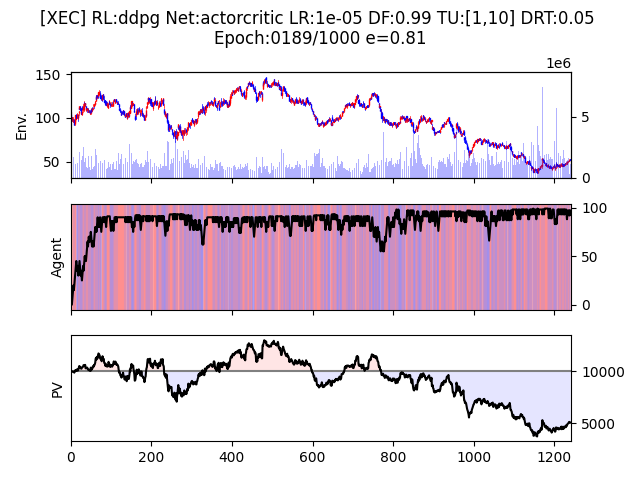 [XEC] RL:ddpg Net:actorcritic LR:1e-05 DF:0.99 TU:[1,10] DRT:0.05
Epoch:0189/1000 e=0.81
1e6
150
100
50
Env.
5
0
Agent
100
50
0
PV
10000
5000
0 200 400 600 800 1000 1200